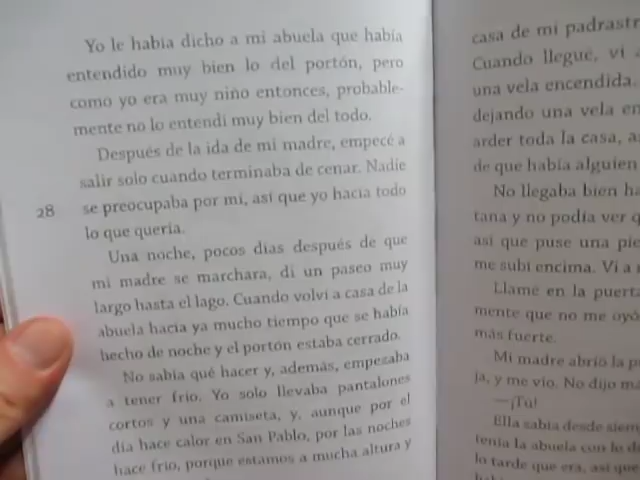 Yo le había dicho a mi abuela que había
entendido muy bien lo del portón, pero
como yo era muy niño entonces, probable-
mente no lo entendí muy bien del todo.
Después de la ida de mi madre, empecé a
salir solo cuando terminaba de cenar. Nadie
se preocupaba por mí, así que yo hacía todo
lo que quería.
28
Una noche, pocos días después de que
mi madre se marchara, di un paseo muy
largo hasta el lago. Cuando volví a casa de la
abuela hacía ya mucho tiempo que se había
hecho de noche y el portón estaba cerrado.
No sabía qué hacer y, además, empezaba
a tener frío. Yo solo llevaba pantalones
cortos y una camiseta, y, aunque por el
día hace calor en San Pablo, por las noches
hace frío, porque estamos a mucha altura y
casa de mi padrastr
Cuando llegué, vi
una vela encendida.
dejando una vela en
arder toda la casa, a
de que había alguien
No llegaba bien ha
tana y no podía ver q
así que puse una pie
me subí encima. Vi a
Llamé en la puert
mente que no me oyó
más fuerte.
Mi madre abrió la p
ja, y me vio. No dijo m
—¡Tú!
Ella sabía desde siem
tenía la abuela con lo d
lo tarde que era, así que